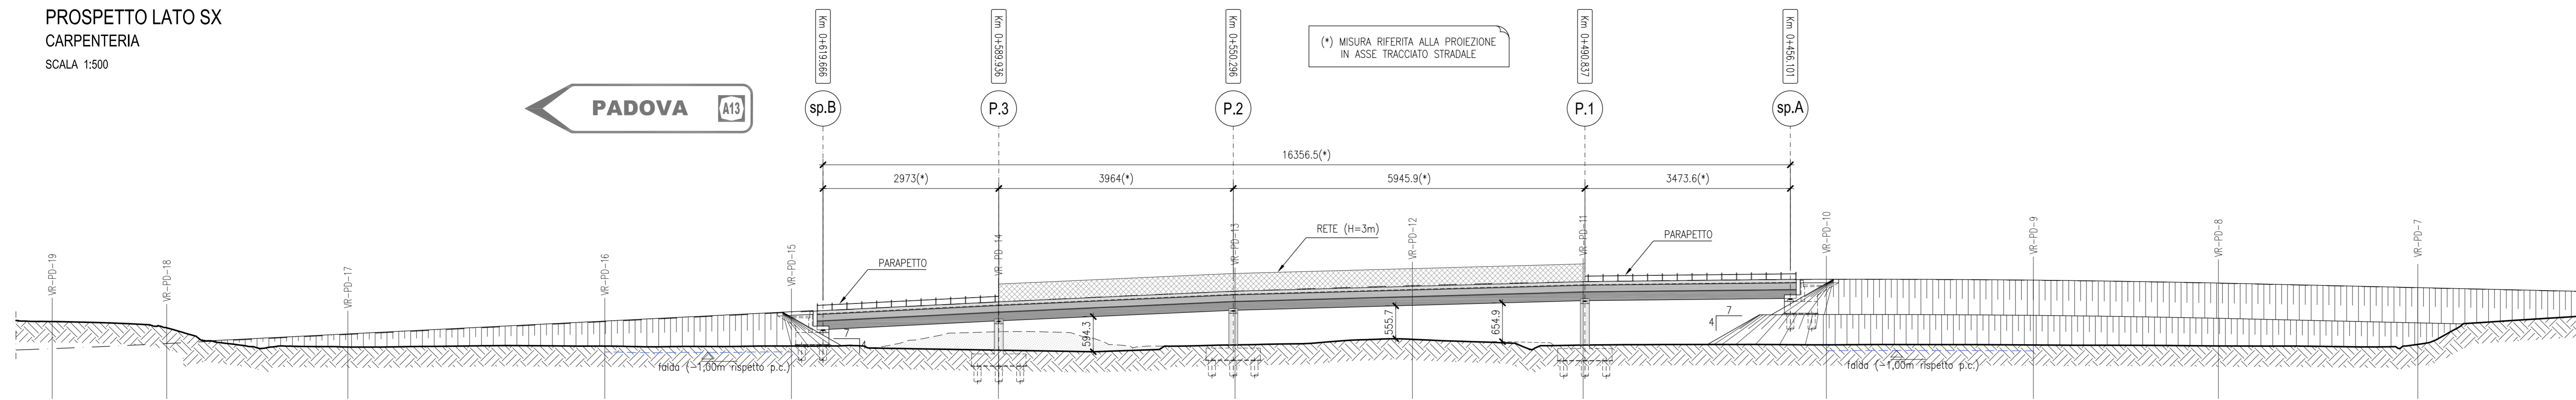 PROSPETTO LATO SX
CARPENTERIA
SCALA 1:500
PADOVA
A13
Km 0+619.666
Km 0+589.936
Km 0+550.296
Km 0+490.837
Km 0+456.101
(*) MISURA RIFERITA ALLA PROIEZIONE
IN ASSE TRACCIATO STRADALE
sp.B
P.3
P.2
P.1
sp.A
16356.5(*)
2973(*)
3964(*)
5945.9(*)
3473.6(*)
VR-PD-19
VR-PD-18
VR-PD-17
VR-PD-16
VR-PD-15
VR-PD-14
VR-PD-13
VR-PD-12
VR-PD-11
VR-PD-10
VR-PD-9
VR-PD-8
VR-PD-7
PARAPETTO
RETE (H=3m)
PARAPETTO
594.3
555.7
654.9
7
4
7
4
falda (-1,00m rispetto p.c.)
falda (-1,00m rispetto p.c.)